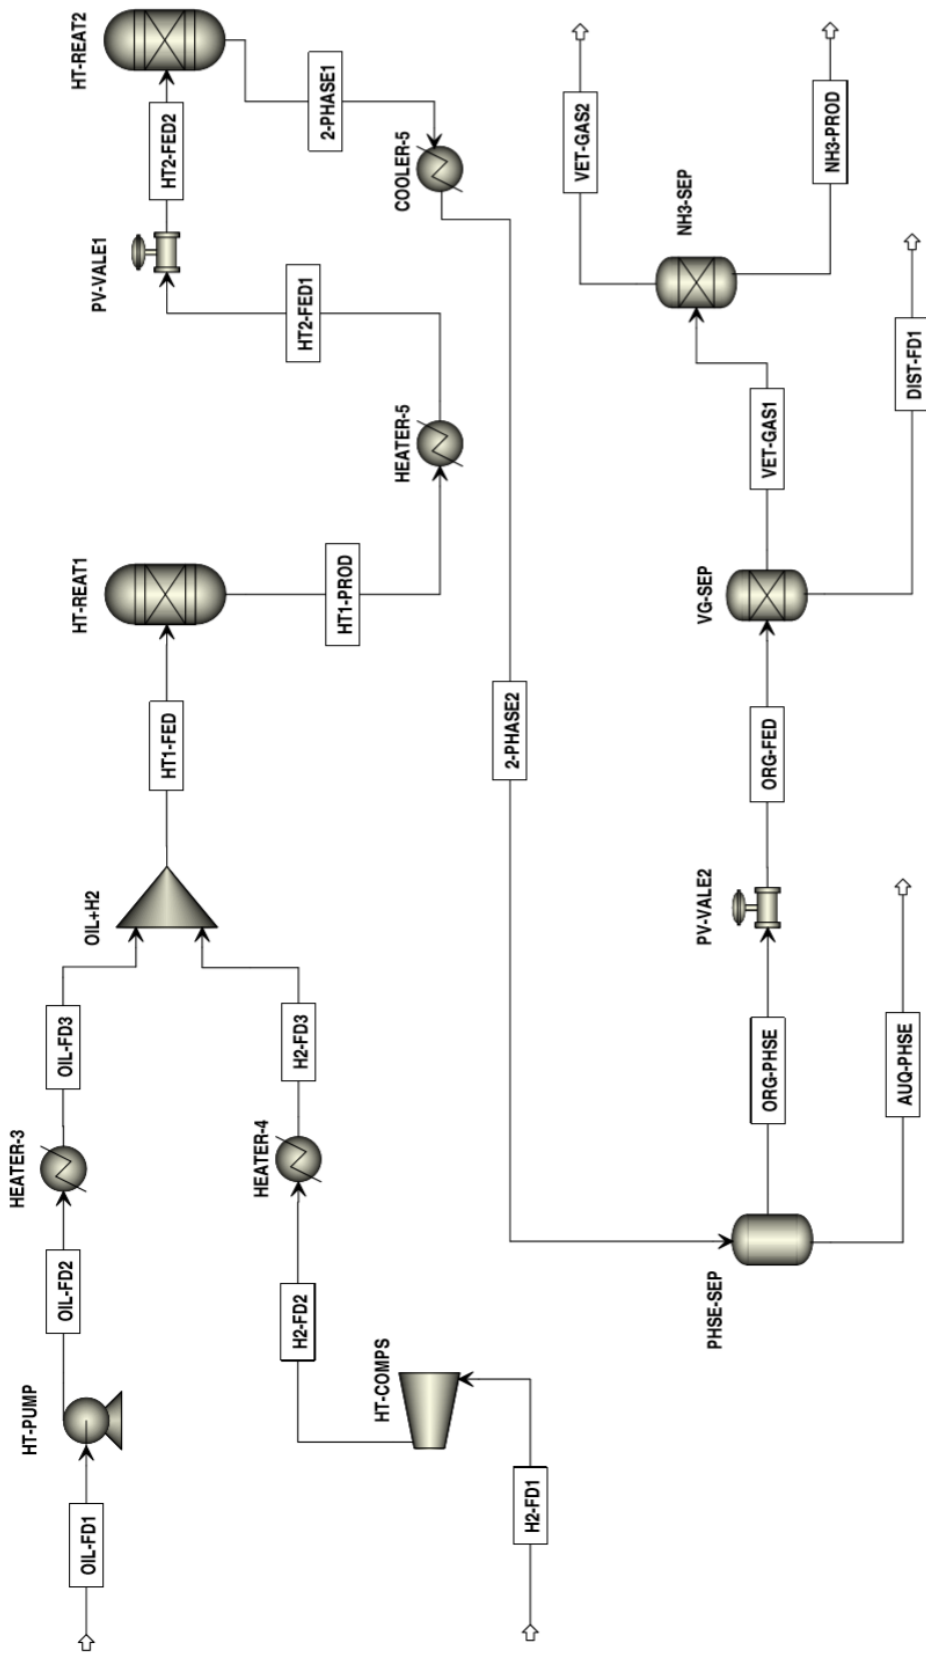 OIL-FD1
HT-PUMP
OIL-FD2
HEATER-3
OIL-FD3
H2-FD1
HT-COMPS
H2-FD2
HEATER-4
H2-FD3
OIL+H2
HT1-FED
HT-REAT1
HT1-PROD
HEATER-5
HT2-FED1
PV-VALE1
HT2-FED2
HT-REAT2
2-PHASE1
COOLER-5
2-PHASE2
PHSE-SEP
AUQ-PHSE
ORG-PHSE
PV-VALE2
ORG-FED
VG-SEP
DIST-FD1
VET-GAS1
NH3-SEP
VET-GAS2
NH3-PROD